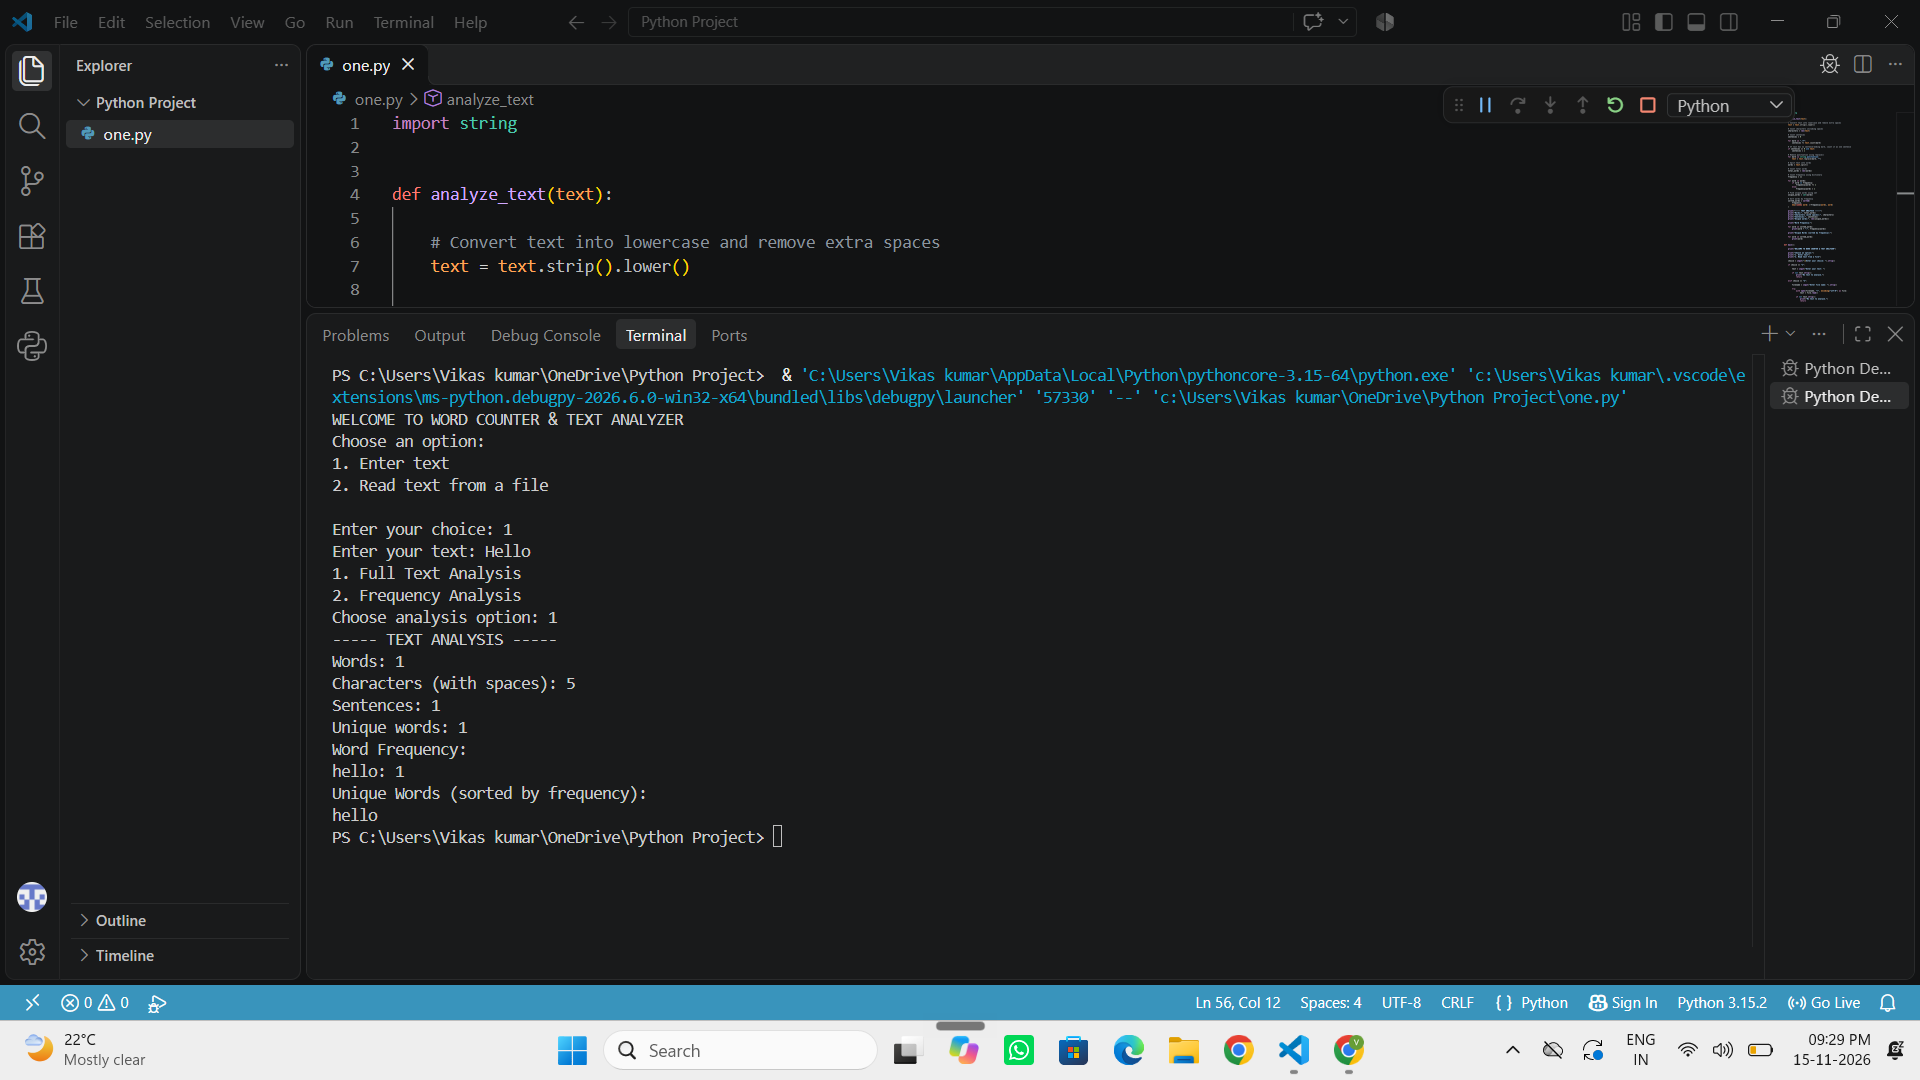 File Edit Selection View Go Run Terminal Help
Python Project
Explorer
Python Project
one.py
Outline
Timeline
one.py
one.py > analyze_text
Python
1 import string
2
3
4 def analyze_text(text):
5
6 # Convert text into lowercase and remove extra spaces
7 text = text.strip().lower()
8
Problems Output Debug Console Terminal Ports
Python De...
Python De...
PS C:\Users\Vikas kumar\OneDrive\Python Project>  & 'C:\Users\Vikas kumar\AppData\Local\Python\pythoncore-3.15-64\python.exe' 'c:\Users\Vikas kumar\.vscode\e
xtensions\ms-python.debugpy-2026.6.0-win32-x64\bundled\libs\debugpy\launcher' '57330' '--' 'c:\Users\Vikas kumar\OneDrive\Python Project\one.py'
WELCOME TO WORD COUNTER & TEXT ANALYZER
Choose an option:
1. Enter text
2. Read text from a file
Enter your choice: 1
Enter your text: Hello
1. Full Text Analysis
2. Frequency Analysis
Choose analysis option: 1
----- TEXT ANALYSIS -----
Words: 1
Characters (with spaces): 5
Sentences: 1
Unique words: 1
Word Frequency:
hello: 1
Unique Words (sorted by frequency):
hello
PS C:\Users\Vikas kumar\OneDrive\Python Project>
0 0
Ln 56, Col 12 Spaces: 4 UTF-8 CRLF {} Python Sign In Python 3.15.2 Go Live
22°C
Mostly clear
Search
V
ENG
IN
09:29 PM
15-11-2026